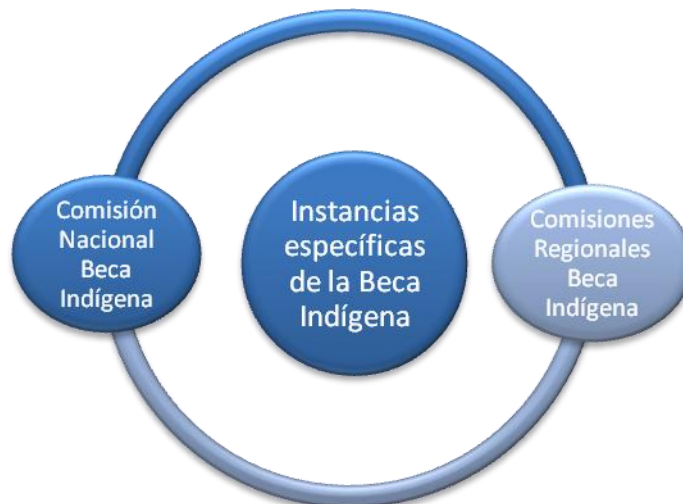 Comisión
Nacional
Beca
Indígena
Instancias
específicas
de la Beca
Indígena
Comisiones
Regionales
Beca
Indígena